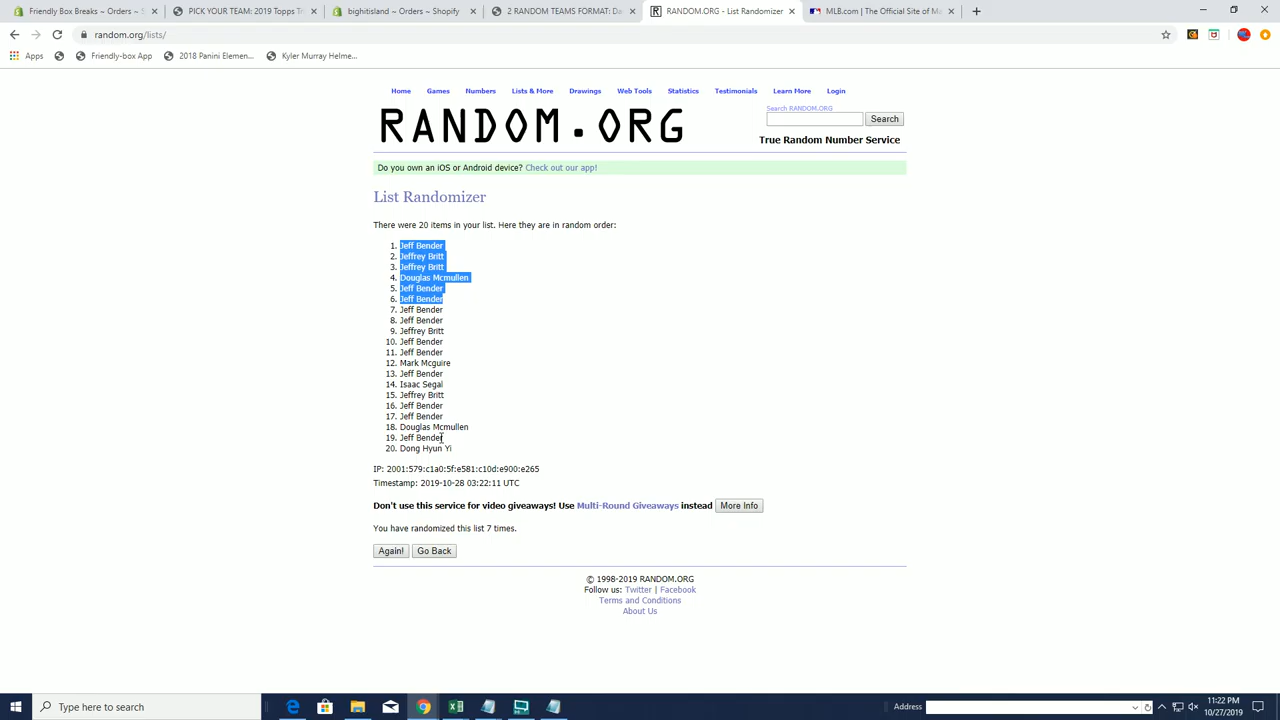 Friendly Box Breaks ~ Orders ~ S
PICK YOUR TEAM: 2019 Topps T
bighitisland ~ Orders ~ Shopify
2 RANDOM TEAMS FORMAT: Da
RANDOM.ORG - List Randomizer
MLB.com | The Official Site of M
random.org/lists/
Apps
Friendly-box App
2018 Panini Elemen...
Kyler Murray Helme...
Home
Games
Numbers
Lists & More
Drawings
Web Tools
Statistics
Testimonials
Learn More
Login
RANDOM.ORG
Search RANDOM.ORG
Search
True Random Number Service
Do you own an iOS or Android device? Check out our app!
List Randomizer
There were 20 items in your list. Here they are in random order:
1. Jeff Bender
2. Jeffrey Britt
3. Jeffrey Britt
4. Douglas Mcmullen
5. Jeff Bender
6. Jeff Bender
7. Jeff Bender
8. Jeff Bender
9. Jeffrey Britt
10. Jeff Bender
11. Jeff Bender
12. Mark Mcguire
13. Jeff Bender
14. Isaac Segal
15. Jeffrey Britt
16. Jeff Bender
17. Jeff Bender
18. Douglas Mcmullen
19. Jeff Bender
20. Dong Hyun Yi
IP: 2001:579:c1a0:5f:e581:c10d:e900:e265
Timestamp: 2019-10-28 03:22:11 UTC
Don't use this service for video giveaways! Use Multi-Round Giveaways instead More Info
You have randomized this list 7 times.
Again! Go Back
© 1998-2019 RANDOM.ORG
Follow us: Twitter | Facebook
Terms and Conditions
About Us
Type here to search
Address
11:22 PM
10/27/2019